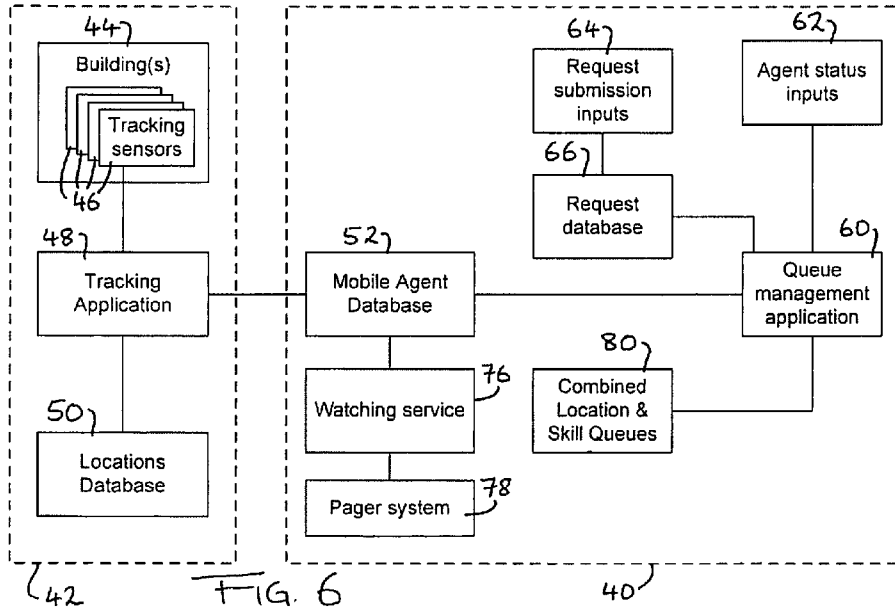 44
Building(s)
Tracking
sensors
46
48
Tracking
Application
50
Locations
Database
42
64
Request
submission
inputs
66
Request
database
62
Agent status
inputs
52
Mobile Agent
Database
60
Queue
management
application
76
Watching service
80
Combined
Location &
Skill Queues
78
Pager system
FIG. 6
40